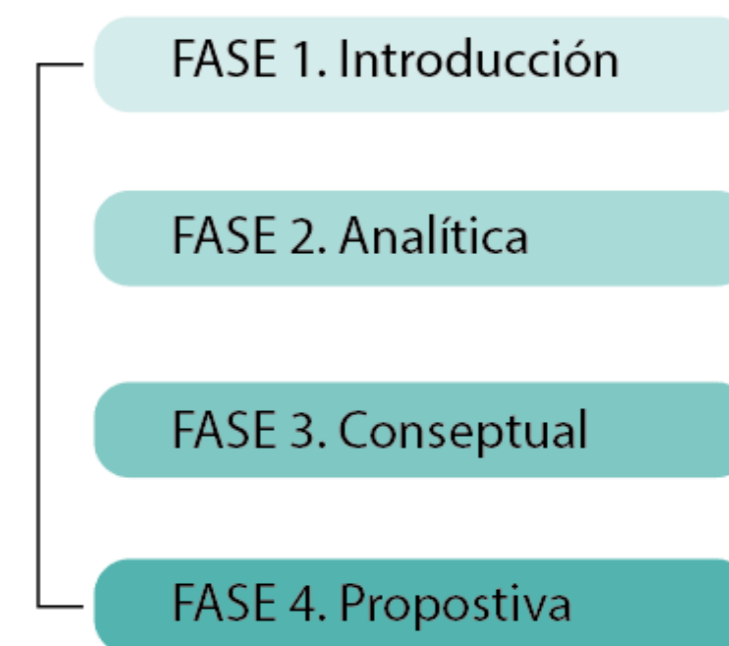 FASE 1. Introducción
FASE 2. Analítica
FASE 3. Conseptual
FASE 4. Propostiva